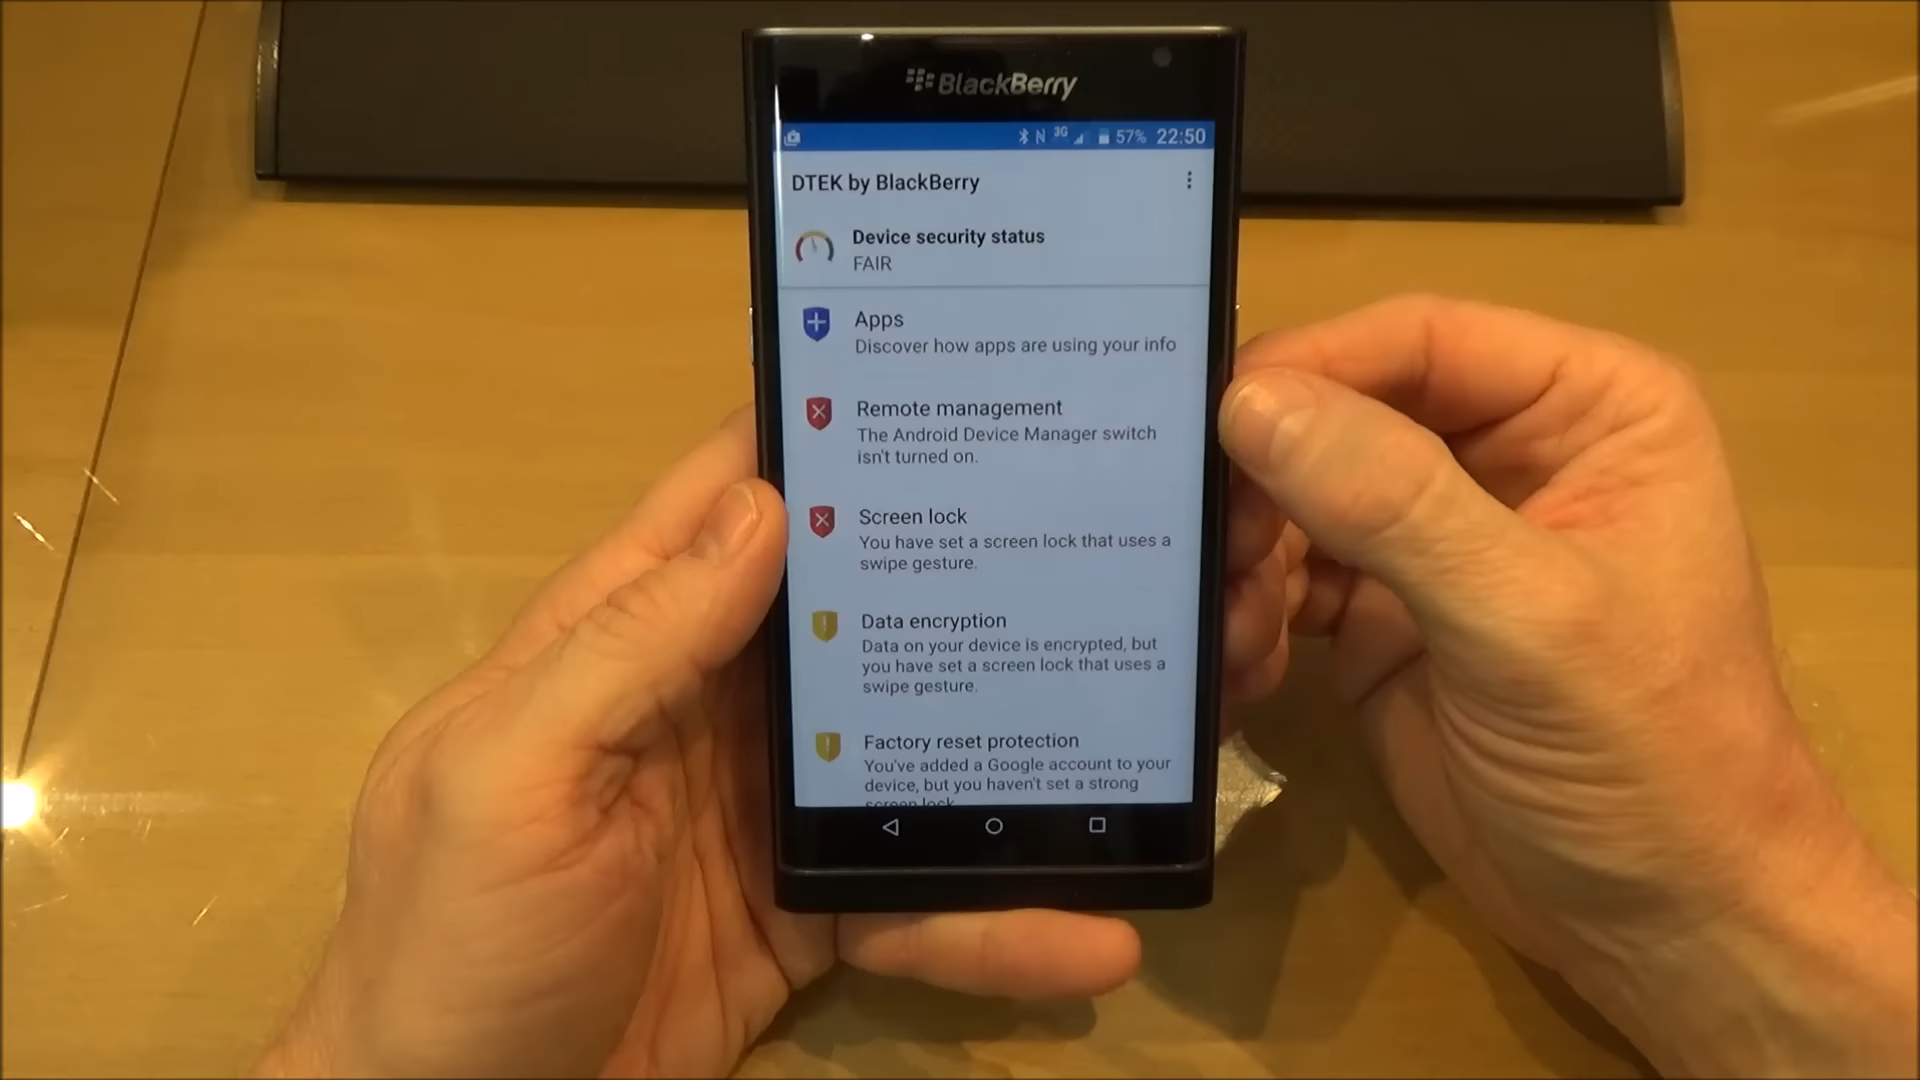 BlackBerry
3G 57% 22:50
DTEK by BlackBerry
Device security status
FAIR
Apps
Discover how apps are using your info
Remote management
The Android Device Manager switch
isn't turned on.
Screen lock
You have set a screen lock that uses a
swipe gesture.
Data encryption
Data on your device is encrypted, but
you have set a screen lock that uses a
swipe gesture.
Factory reset protection
You've added a Google account to your
device, but you haven't set a strong
screen lock